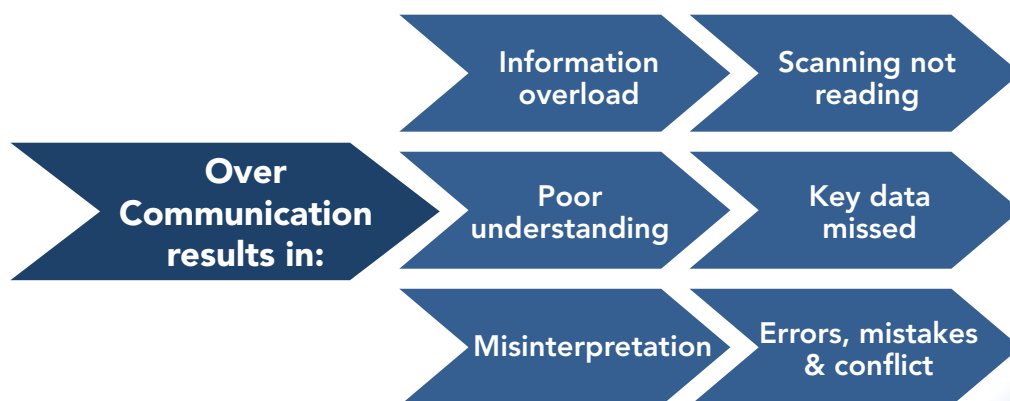 Over
Communication
results in:
Information
overload
Scanning not
reading
Poor
understanding
Key data
missed
Misinterpretation
Errors, mistakes
& conflict